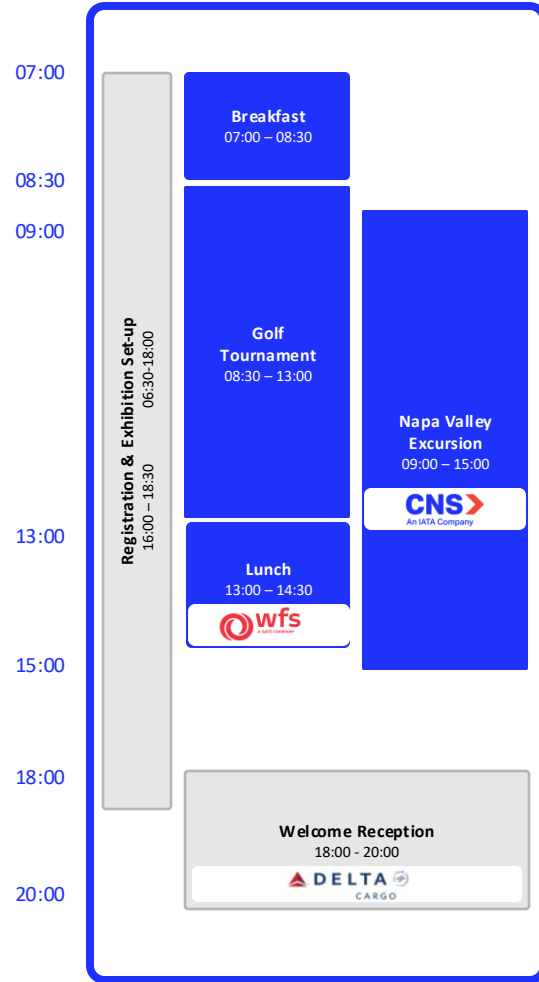 07:00
08:30
09:00
13:00
15:00
18:00
20:00
Registration & Exhibition Set-up
16:00 – 18:30 06:30-18:00
Breakfast
07:00 – 08:30
Golf
Tournament
08:30 – 13:00
Lunch
13:00 – 14:30
wfs
A SATS COMPANY
Napa Valley
Excursion
09:00 – 15:00
CNS
An IATA Company
Welcome Reception
18:00 - 20:00
DELTA
CARGO